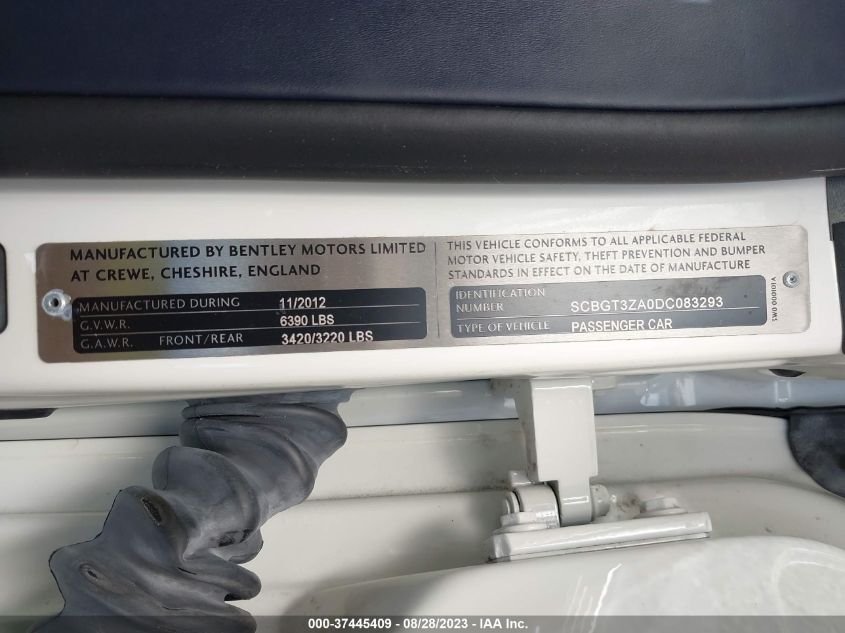 MANUFACTURED BY BENTLEY MOTORS LIMITED
AT CREWE, CHESHIRE, ENGLAND
MANUFACTURED DURING 11/2012
G.V.W.R. 6390 LBS
G.A.W.R. FRONT/REAR 3420/3220 LBS
THIS VEHICLE CONFORMS TO ALL APPLICABLE FEDERAL
MOTOR VEHICLE SAFETY, THEFT PREVENTION AND BUMPER
STANDARDS IN EFFECT ON THE DATE OF MANUFACTURE
IDENTIFICATION
NUMBER SCBGT3ZA0DC083293
TYPE OF VEHICLE PASSENGER CAR
000-37445409 - 08/28/2023 - IAA Inc.